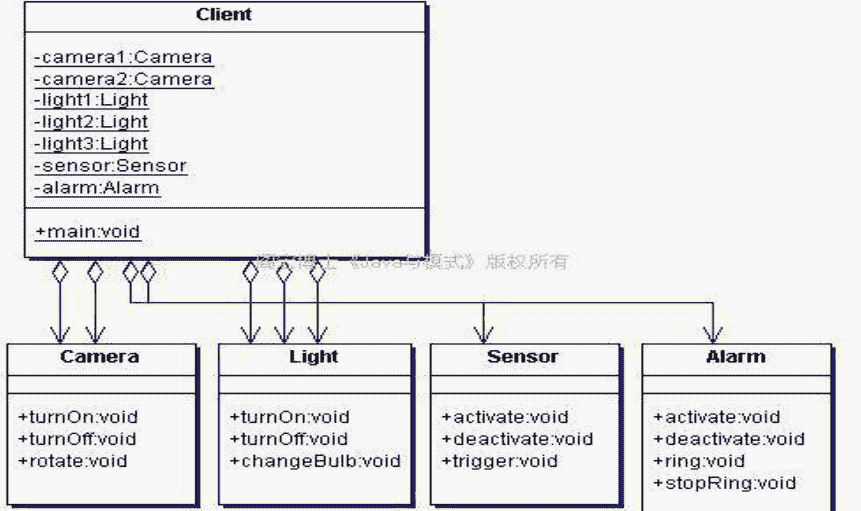 Client
-camera1:Camera
-camera2:Camera
-light1:Light
-light2:Light
-light3:Light
-sensor:Sensor
-alarm:Alarm
+main:void
博士《Java与模式》版权所有
Camera
+turnOn:void
+turnOff:void
+rotate:void
Light
+turnOn:void
+turnOff:void
+changeBulb:void
Sensor
+activate:void
+deactivate:void
+trigger:void
Alarm
+activate:void
+deactivate:void
+ring:void
+stopRing:void